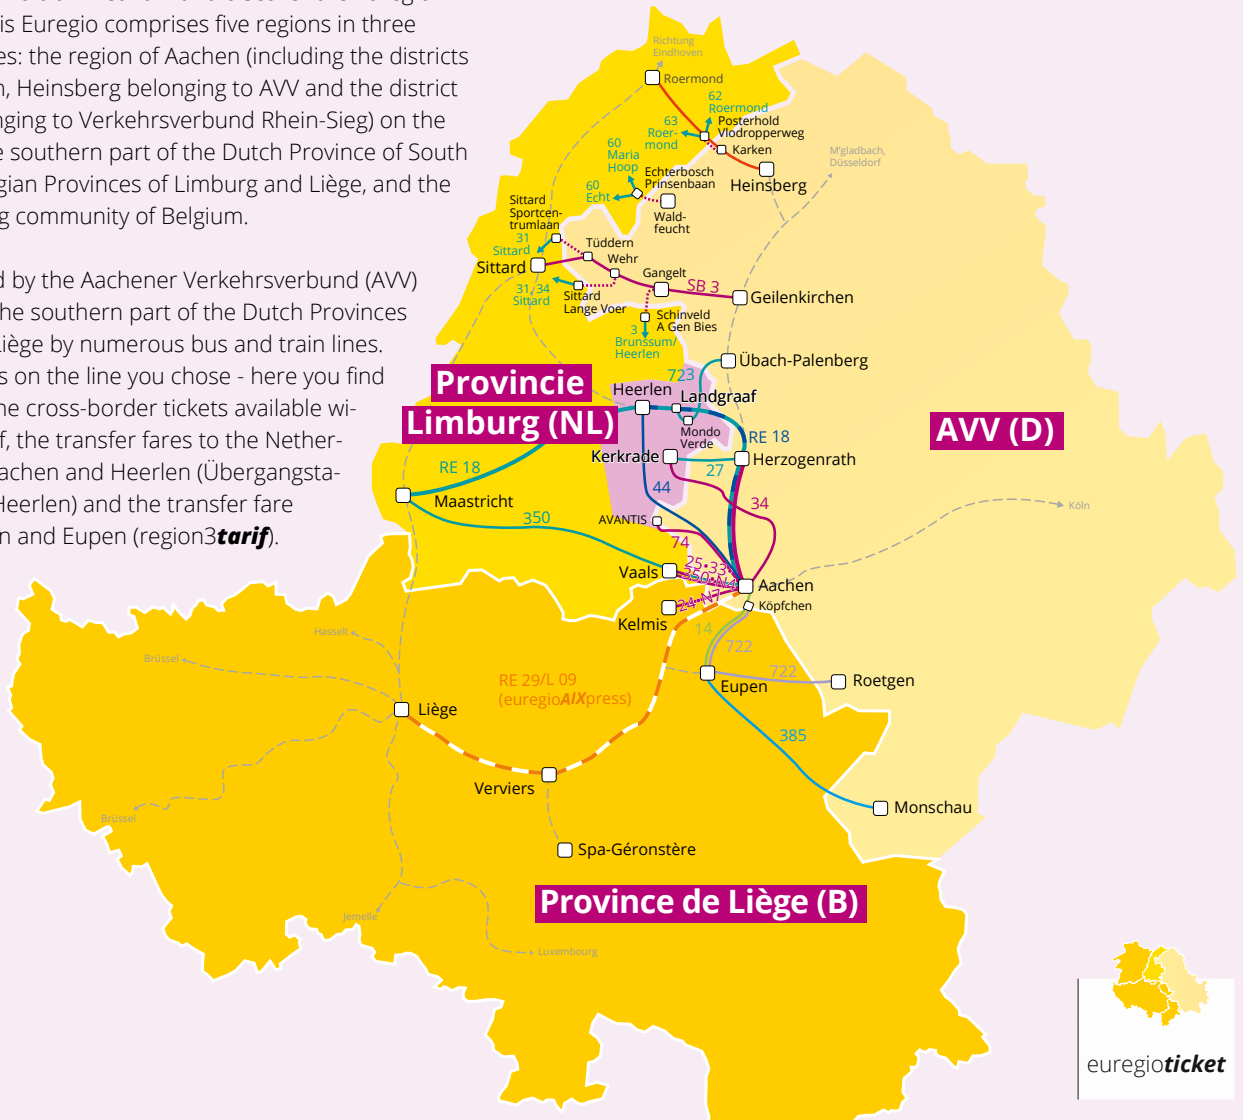 is Euregio comprises five regions in three
es: the region of Aachen (including the districts
n, Heinsberg belonging to AVV and the district
nging to Verkehrsverbund Rhein-Sieg) on the
e southern part of the Dutch Province of South
gian Provinces of Limburg and Liège, and the
g community of Belgium.
d by the Aachener Verkehrsverbund (AVV)
he southern part of the Dutch Provinces
Liège by numerous bus and train lines.
s on the line you chose - here you find
he cross-border tickets available wi-
f, the transfer fares to the Nether-
achen and Heerlen (Übergangsta-
Heerlen) and the transfer fare
n and Eupen (region3tarif).
Richtung
Eindhoven
Roermond
62
Roermond
63
Roer-
mond
Posterhold
Vlodropperweg
Karken
Heinsberg
M'gladbach,
Düsseldorf
60
Maria
Hoop
60
Echt
Echterbosch
Prinsenbaan
Wald-
feucht
Sittard
Sportcen-
trumlaan
31
Sittard
Sittard
Tüddern
Wehr
31, 34
Sittard
Sittard
Lange Voer
Gangelt
SB 3
Geilenkirchen
Schinveld
A Gen Bies
3
Brunssum/
Heerlen
Übach-Palenberg
723
Provincie
Limburg (NL)
Heerlen
Landgraaf
Mondo
Verde
RE 18
AVV (D)
Kerkrade
27
Herzogenrath
RE 18
Maastricht
44
34
350
AVANTIS
74
Köln
Vaals
25•33•
350•N4
Aachen
24•N7
Kelmis
Köpfchen
14
722
722
Hasselt
Brüssel
RE 29/L 09
(euregioAIXpress)
Eupen
Roetgen
Liège
385
Verviers
Monschau
Brüssel
Spa-Géronstère
Province de Liège (B)
Jemelle
Luxembourg
euregioticket